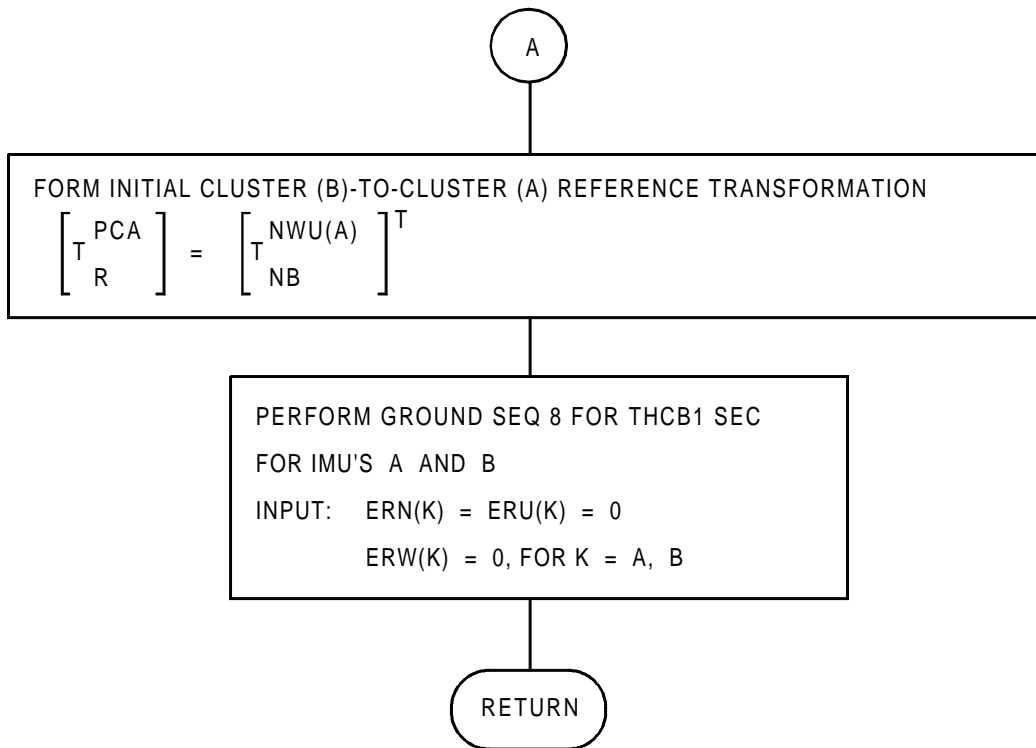 A
FORM INITIAL CLUSTER (B)-TO-CLUSTER (A) REFERENCE TRANSFORMATION
[T PCA R] = [T NWU(A) NB] T
PERFORM GROUND SEQ 8 FOR THCB1 SEC
FOR IMU'S A AND B
INPUT: ERN(K) = ERU(K) = 0
ERW(K) = 0, FOR K = A, B
RETURN